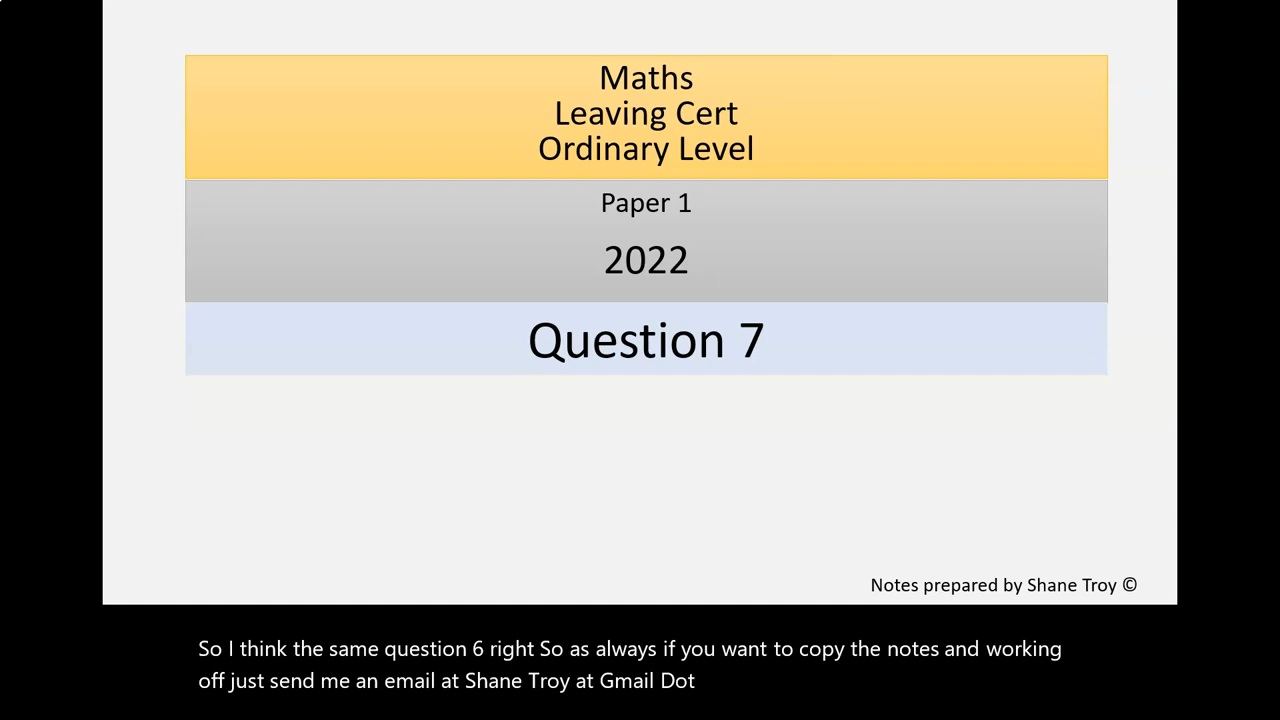 Maths
Leaving Cert
Ordinary Level
Paper 1
2022
Question 7
Notes prepared by Shane Troy ©
So I think the same question 6 right So as always if you want to copy the notes and working
off just send me an email at Shane Troy at Gmail Dot